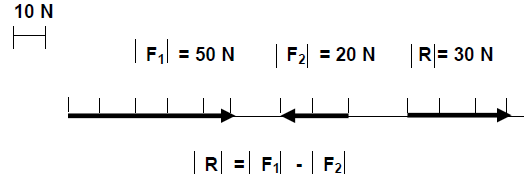 10 N
|F₁| = 50 N |F₂| = 20 N |R|= 30 N
|R| =|F₁| - |F₂|